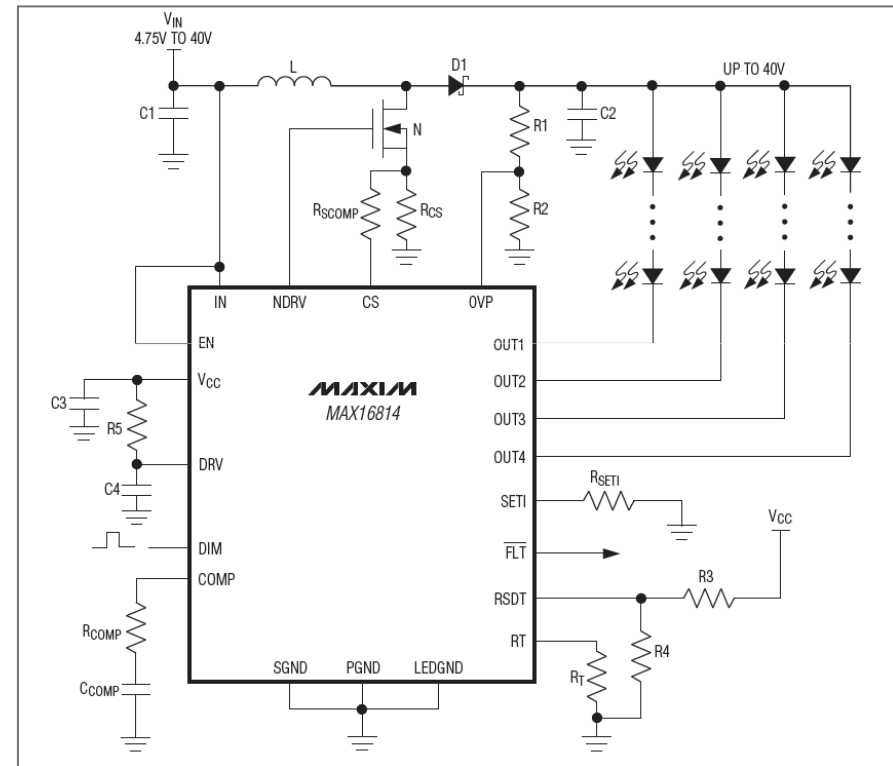 VIN
4.75V TO 40V
L
D1
UP TO 40V
C1
N
R1
C2
RSCOMP
RCS
R2
IN
NDRV
CS
OVP
EN
OUT1
VCC
MAXIM
MAX16814
OUT2
C3
R5
OUT3
DRV
OUT4
C4
SETI
RSETI
VCC
DIM
FLT
COMP
RSDT
R3
RCOMP
RT
R4
SGND
PGND
LEDGND
RT
CCOMP